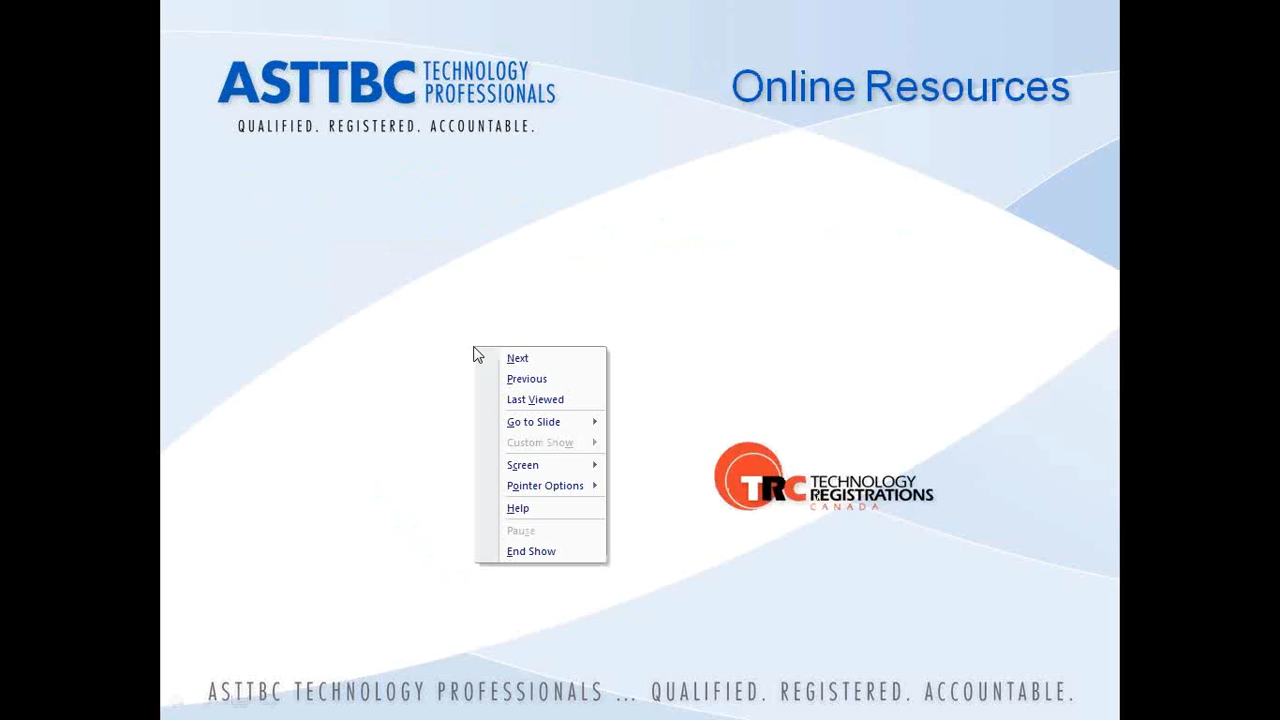 ASTTBC TECHNOLOGY PROFESSIONALS
QUALIFIED. REGISTERED. ACCOUNTABLE.
Online Resources
Next
Previous
Last Viewed
Go to Slide
Custom Show
Screen
Pointer Options
Help
Pause
End Show
TRC TECHNOLOGY
REGISTRATIONS
CANADA
ASTTBC TECHNOLOGY PROFESSIONALS ... QUALIFIED. REGISTERED. ACCOUNTABLE.